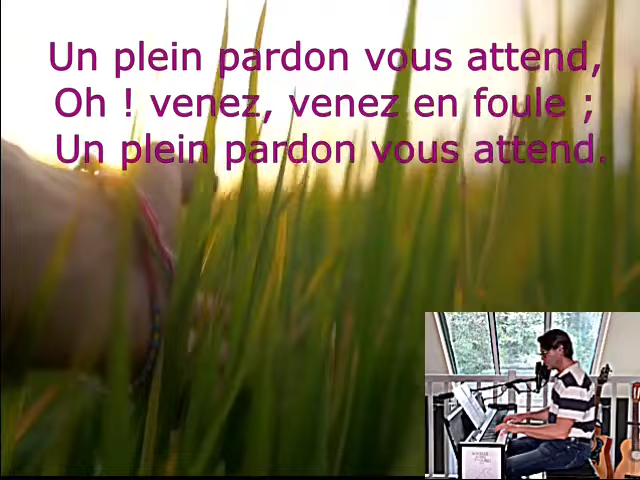 Un plein pardon vous attend,
Oh ! venez, venez en foule ;
Un plein pardon vous attend.